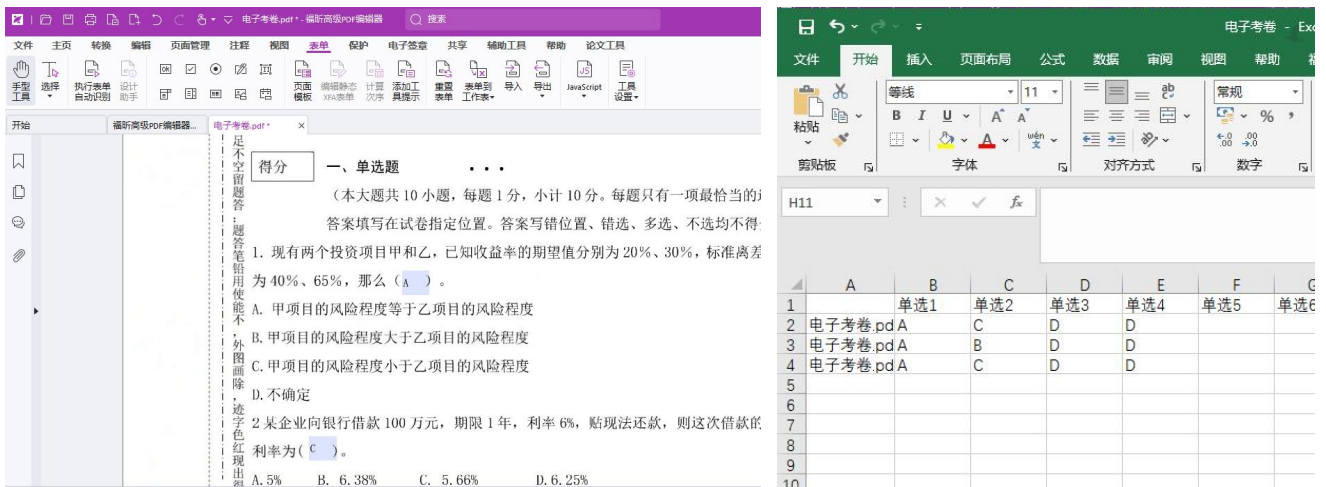 电子考卷.pdf * - 福昕高级PDF编辑器
搜索
文件 主页 转换 编辑 页面管理 注释 视图 表单 保护 电子签章 共享 辅助工具 帮助 论文工具
手型工具
选择
执行表单自动识别
设计助手
页面模板
编辑静态XFA表单
计算次序
添加工具提示
重置表单
表单到工作表
导入
导出
JavaScript
工具设置
开始
福昕高级PDF编辑器...
电子考卷.pdf *
足不空留题答：题答笔铅用使能不，外图画除，迹字色红现出得
得分
一、单选题
（本大题共 10 小题，每题 1 分，小计 10 分。每题只有一项最恰当的
答案填写在试卷指定位置。答案写错位置、错选、多选、不选均不得
1. 现有两个投资项目甲和乙，已知收益率的期望值分别为 20%、30%，标准离差
为 40%、65%，那么（A ）。
A. 甲项目的风险程度等于乙项目的风险程度
B. 甲项目的风险程度大于乙项目的风险程度
C. 甲项目的风险程度小于乙项目的风险程度
D. 不确定
2 某企业向银行借款 100 万元，期限 1 年，利率 6%，贴现法还款，则这次借款的
利率为( C )。
A. 5% B. 6.38% C. 5.66% D. 6.25%
电子考卷 - Exc
文件 开始 插入 页面布局 公式 数据 审阅 视图 帮助
粘贴
等线 11
B I U A A
wén 文
ab
常规
% ,
剪贴板 字体 对齐方式 数字
H11 fx
A B C D E F G
1 单选1 单选2 单选3 单选4 单选5 单选6
2 电子考卷.pd A C D D
3 电子考卷.pd A B D D
4 电子考卷.pd A C D D
5
6
7
8
9
10